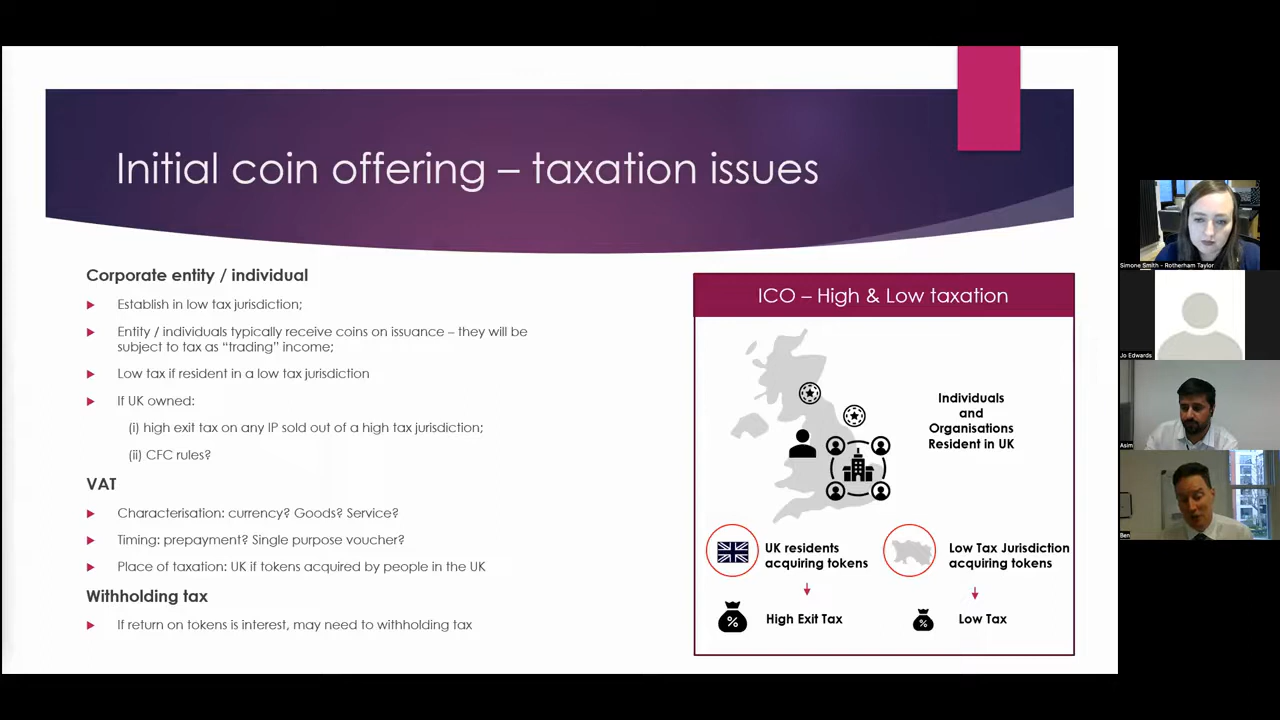 Initial coin offering – taxation issues
Corporate entity / individual
Establish in low tax jurisdiction;
Entity / individuals typically receive coins on issuance – they will be
subject to tax as “trading” income;
Low tax if resident in a low tax jurisdiction
If UK owned:
(i) high exit tax on any IP sold out of a high tax jurisdiction;
(ii) CFC rules?
VAT
Characterisation: currency? Goods? Service?
Timing: prepayment? Single purpose voucher?
Place of taxation: UK if tokens acquired by people in the UK
Withholding tax
If return on tokens is interest, may need to withholding tax
ICO – High & Low taxation
Individuals
and
Organisations
Resident in UK
UK residents
acquiring tokens
Low Tax Jurisdiction
acquiring tokens
%
High Exit Tax
%
Low Tax
Simone Smith - Rotherham Taylor
Jo Edwards
Asim
Ben